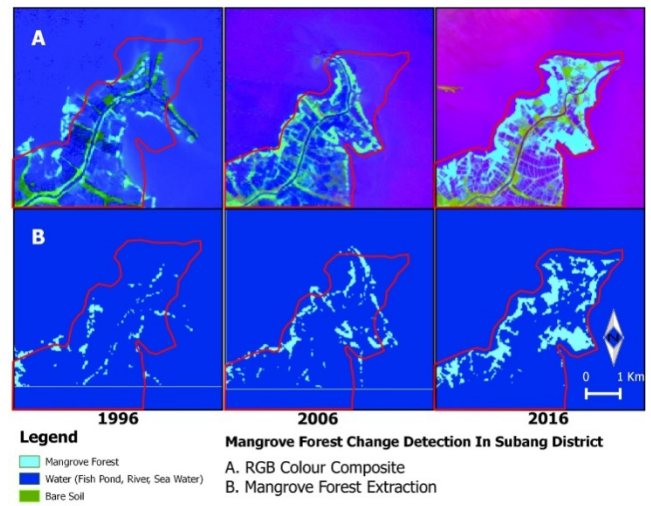 A
B
N
0 1 Km
1996 2006 2016
Legend
Mangrove Forest
Water (Fish Pond, River, Sea Water)
Bare Soil
Mangrove Forest Change Detection In Subang District
A. RGB Colour Composite
B. Mangrove Forest Extraction